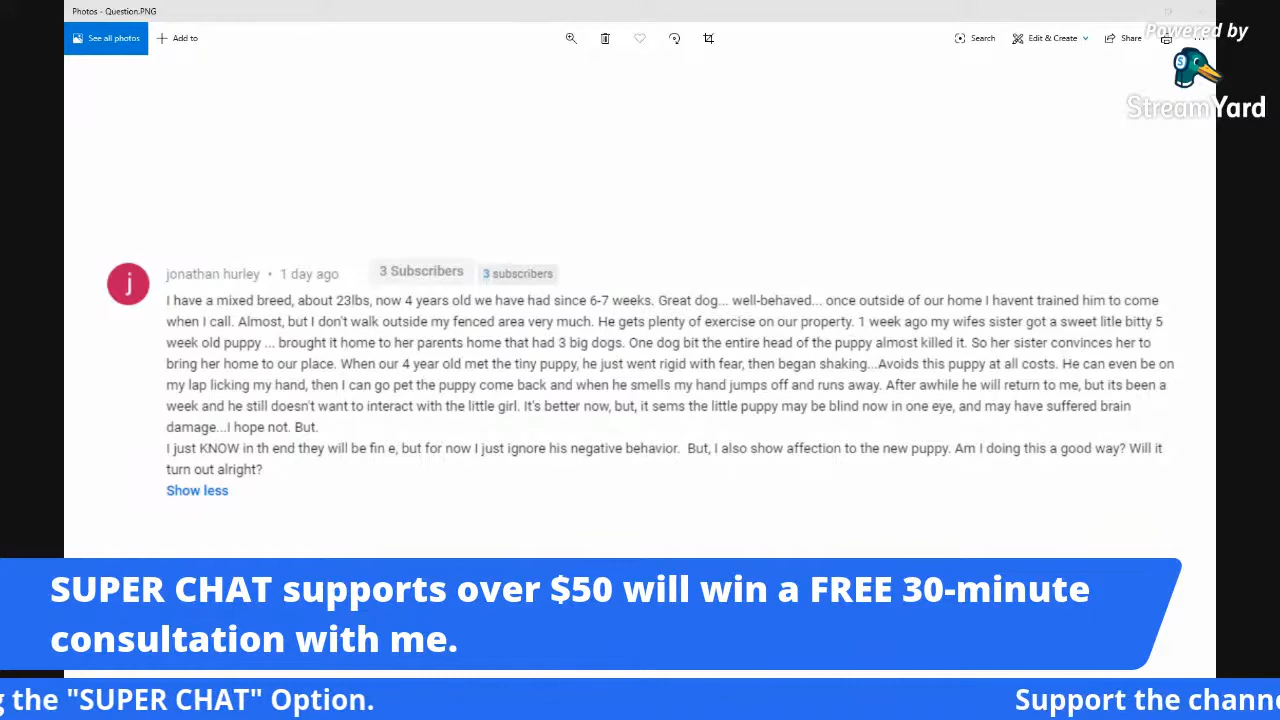 Photos - Question.PNG
See all photos
Add to
Search
Edit & Create
Share
Powered by
StreamYard
j
jonathan hurley • 1 day ago
3 Subscribers
3 subscribers
I have a mixed breed, about 23lbs, now 4 years old we have had since 6-7 weeks. Great dog... well-behaved... once outside of our home I havent trained him to come
when I call. Almost, but I don't walk outside my fenced area very much. He gets plenty of exercise on our property. 1 week ago my wifes sister got a sweet litle bitty 5
week old puppy ... brought it home to her parents home that had 3 big dogs. One dog bit the entire head of the puppy almost killed it. So her sister convinces her to
bring her home to our place. When our 4 year old met the tiny puppy, he just went rigid with fear, then began shaking...Avoids this puppy at all costs. He can even be on
my lap licking my hand, then I can go pet the puppy come back and when he smells my hand jumps off and runs away. After awhile he will return to me, but its been a
week and he still doesn't want to interact with the little girl. It's better now, but, it sems the little puppy may be blind now in one eye, and may have suffered brain
damage...I hope not. But.
I just KNOW in th end they will be fin e, but for now I just ignore his negative behavior. But, I also show affection to the new puppy. Am I doing this a good way? Will it
turn out alright?
Show less
SUPER CHAT supports over $50 will win a FREE 30-minute
consultation with me.
g the "SUPER CHAT" Option. Support the channe